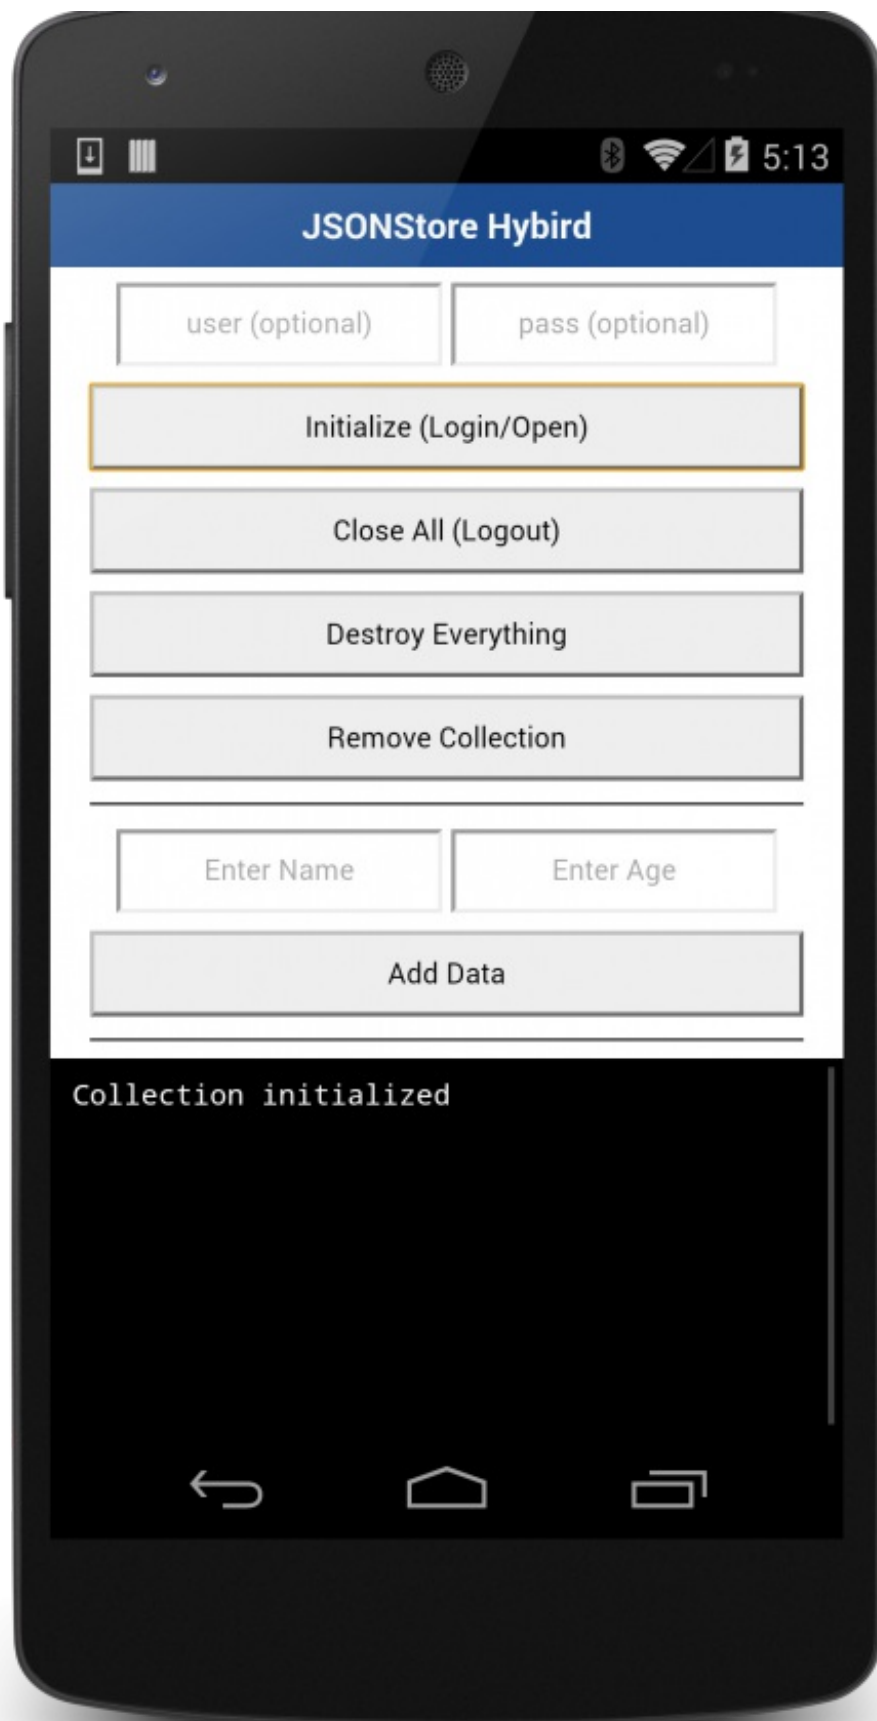 5:13
JSONStore Hybird
user (optional) pass (optional)
Initialize (Login/Open)
Close All (Logout)
Destroy Everything
Remove Collection
Enter Name Enter Age
Add Data
Collection initialized